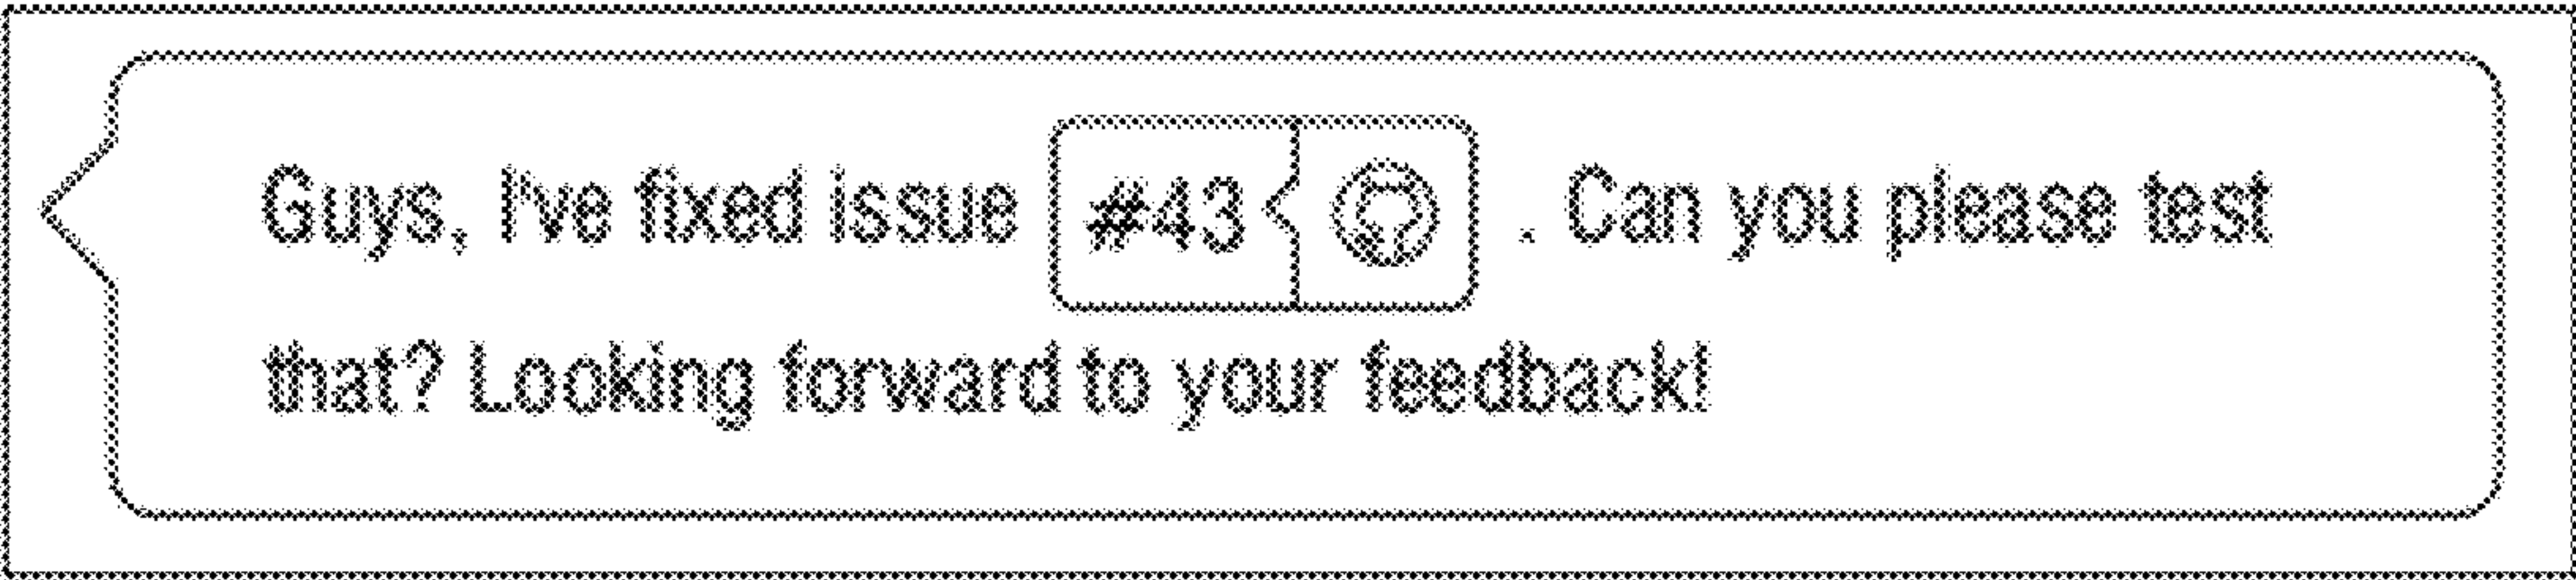 Guys, I've fixed issue #43 . Can you please test
that? Looking forward to your feedback!